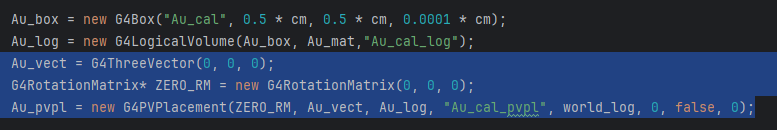 Au_box = new G4Box("Au_cal", 0.5 * cm, 0.5 * cm, 0.0001 * cm);
Au_log = new G4LogicalVolume(Au_box, Au_mat,"Au_cal_log");
Au_vect = G4ThreeVector(0, 0, 0);
G4RotationMatrix* ZERO_RM = new G4RotationMatrix(0, 0, 0);
Au_pvpl = new G4PVPlacement(ZERO_RM, Au_vect, Au_log, "Au_cal_pvpl", world_log, 0, false, 0);